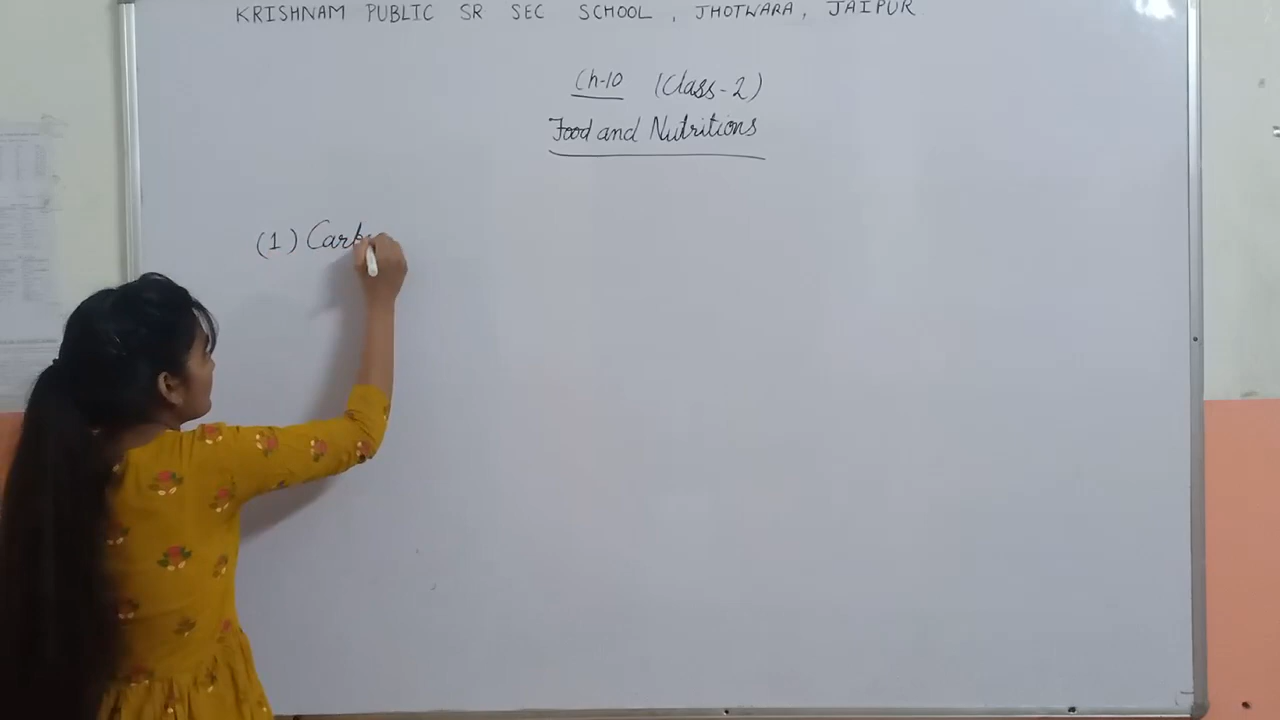 KRISHNAM PUBLIC SR SEC SCHOOL, JHOTWARA, JAIPUR
Ch-10 (Class-2)
Food and Nutritions
(1) Carb